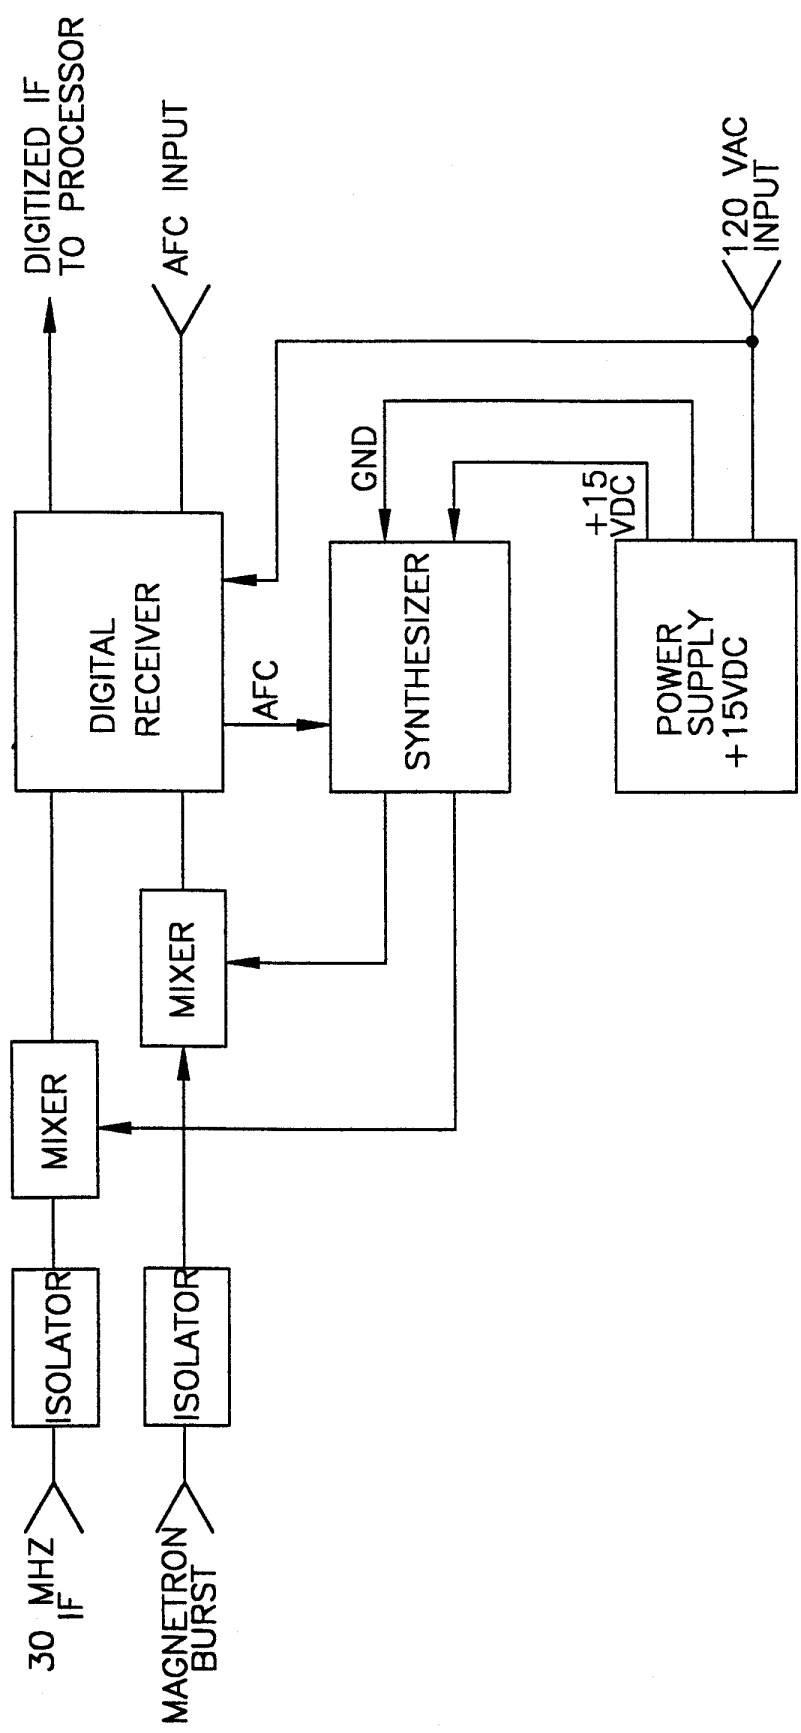 30 MHZ
IF
ISOLATOR
MIXER
DIGITAL
RECEIVER
DIGITIZED IF
TO PROCESSOR
AFC INPUT
MAGNETRON
BURST
ISOLATOR
MIXER
AFC
SYNTHESIZER
GND
+15
VDC
POWER
SUPPLY
+15VDC
120 VAC
INPUT